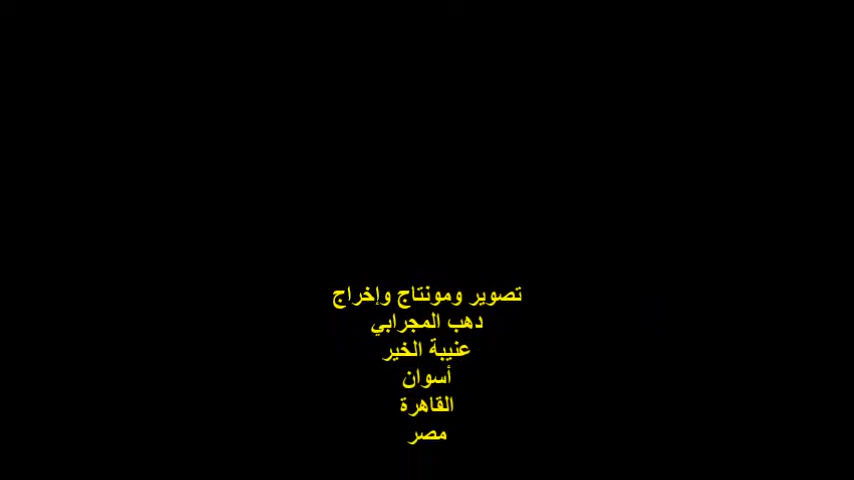 تصوير ومونتاج وإخراج
دهب المجرابي
عنيبة الخير
أسوان
القاهرة
مصر